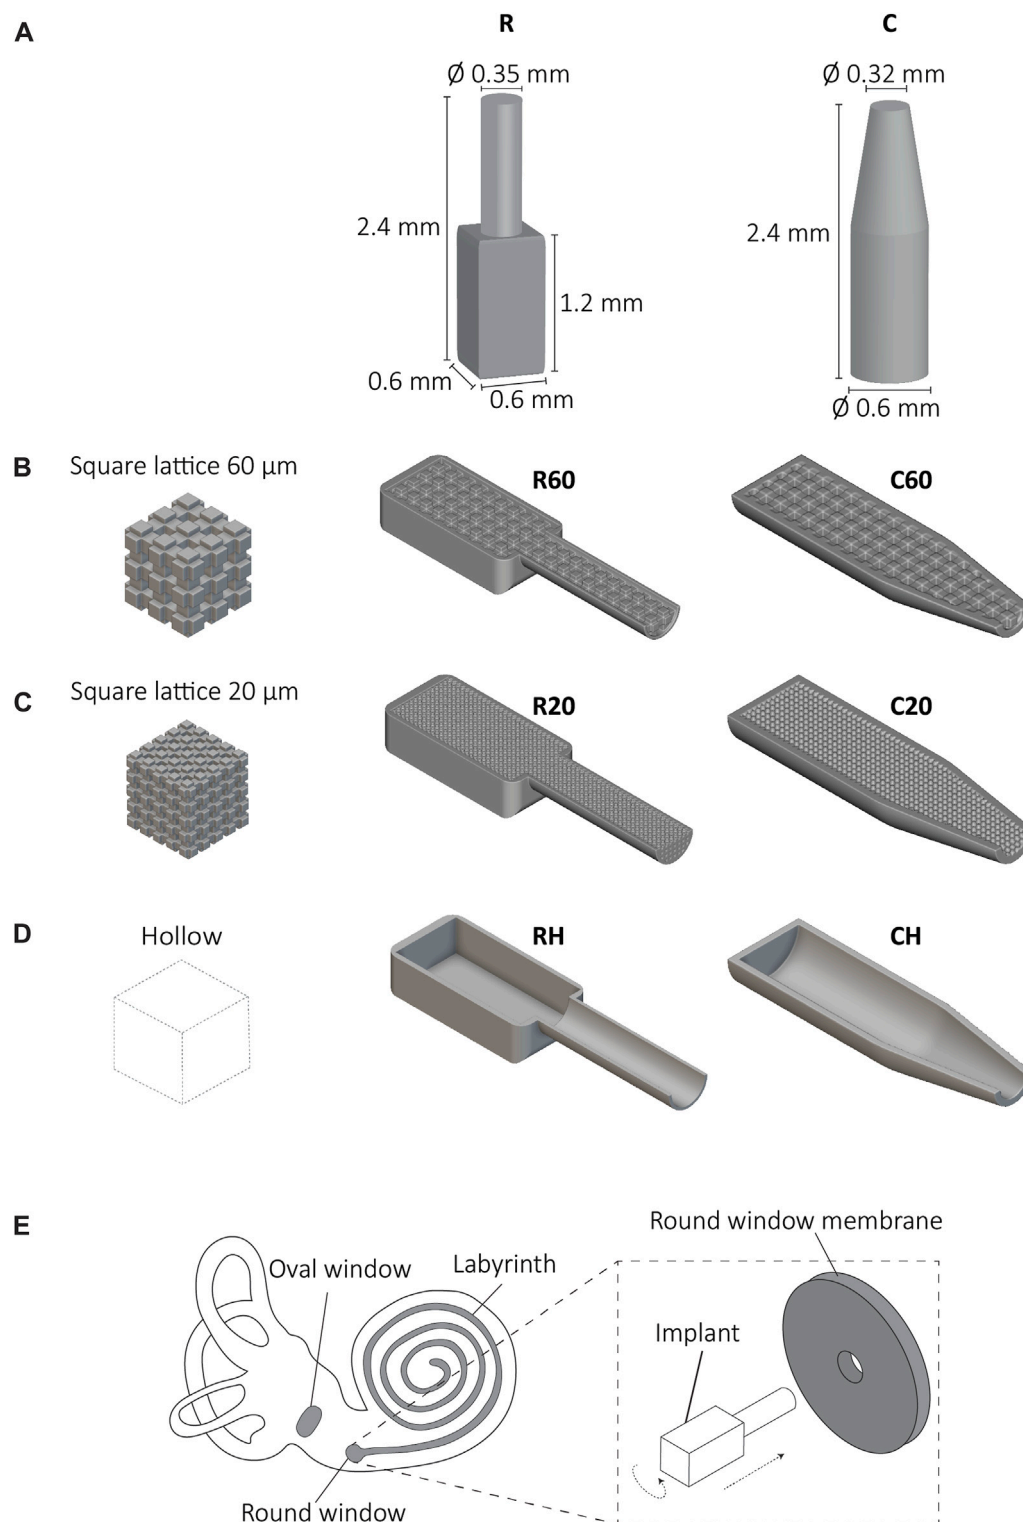 A
R
C
Ø 0.35 mm
Ø 0.32 mm
2.4 mm
2.4 mm
1.2 mm
0.6 mm
0.6 mm
Ø 0.6 mm
B
Square lattice 60 µm
R60
C60
C
Square lattice 20 µm
R20
C20
D
Hollow
RH
CH
E
Round window membrane
Oval window
Labyrinth
Implant
Round window